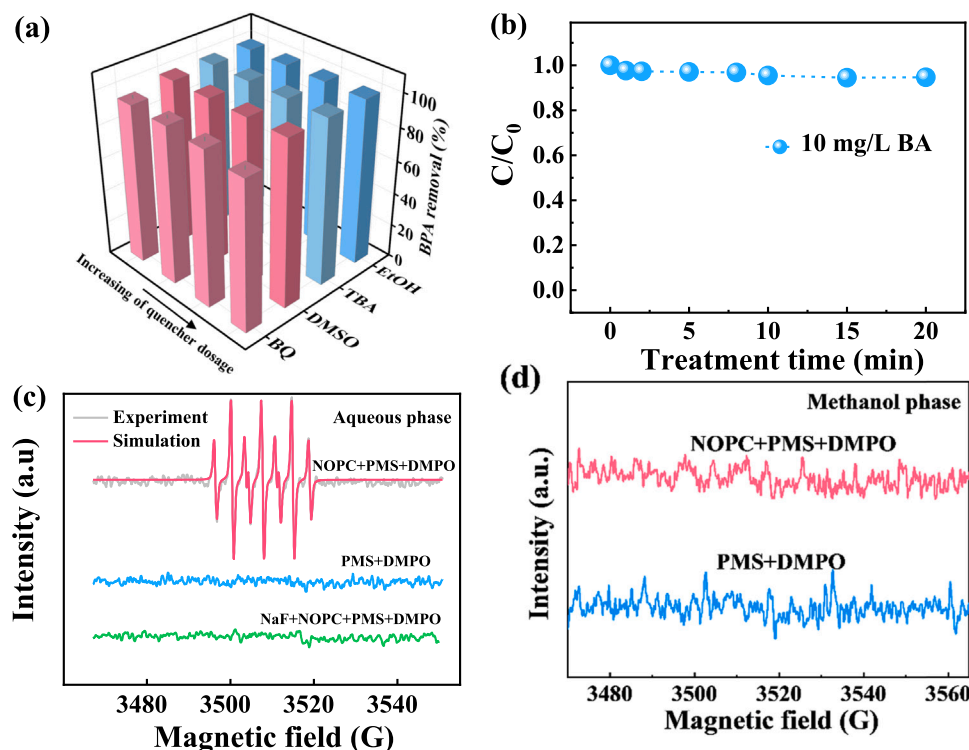 (a)
100
80
60
40
20
0
BPA removal (%)
EtOH
TBA
DMSO
BQ
Increasing of quencher dosage
(b)
1.0
0.8
0.6
0.4
0.2
0.0
C/C0
10 mg/L BA
0 5 10 15 20
Treatment time (min)
(c)
Experiment
Simulation
Aqueous phase
NOPC+PMS+DMPO
PMS+DMPO
NaF+NOPC+PMS+DMPO
Intensity (a.u)
3480 3500 3520 3540
Magnetic field (G)
(d)
Methanol phase
NOPC+PMS+DMPO
PMS+DMPO
Intensity (a.u.)
3480 3500 3520 3540 3560
Magnetic field (G)